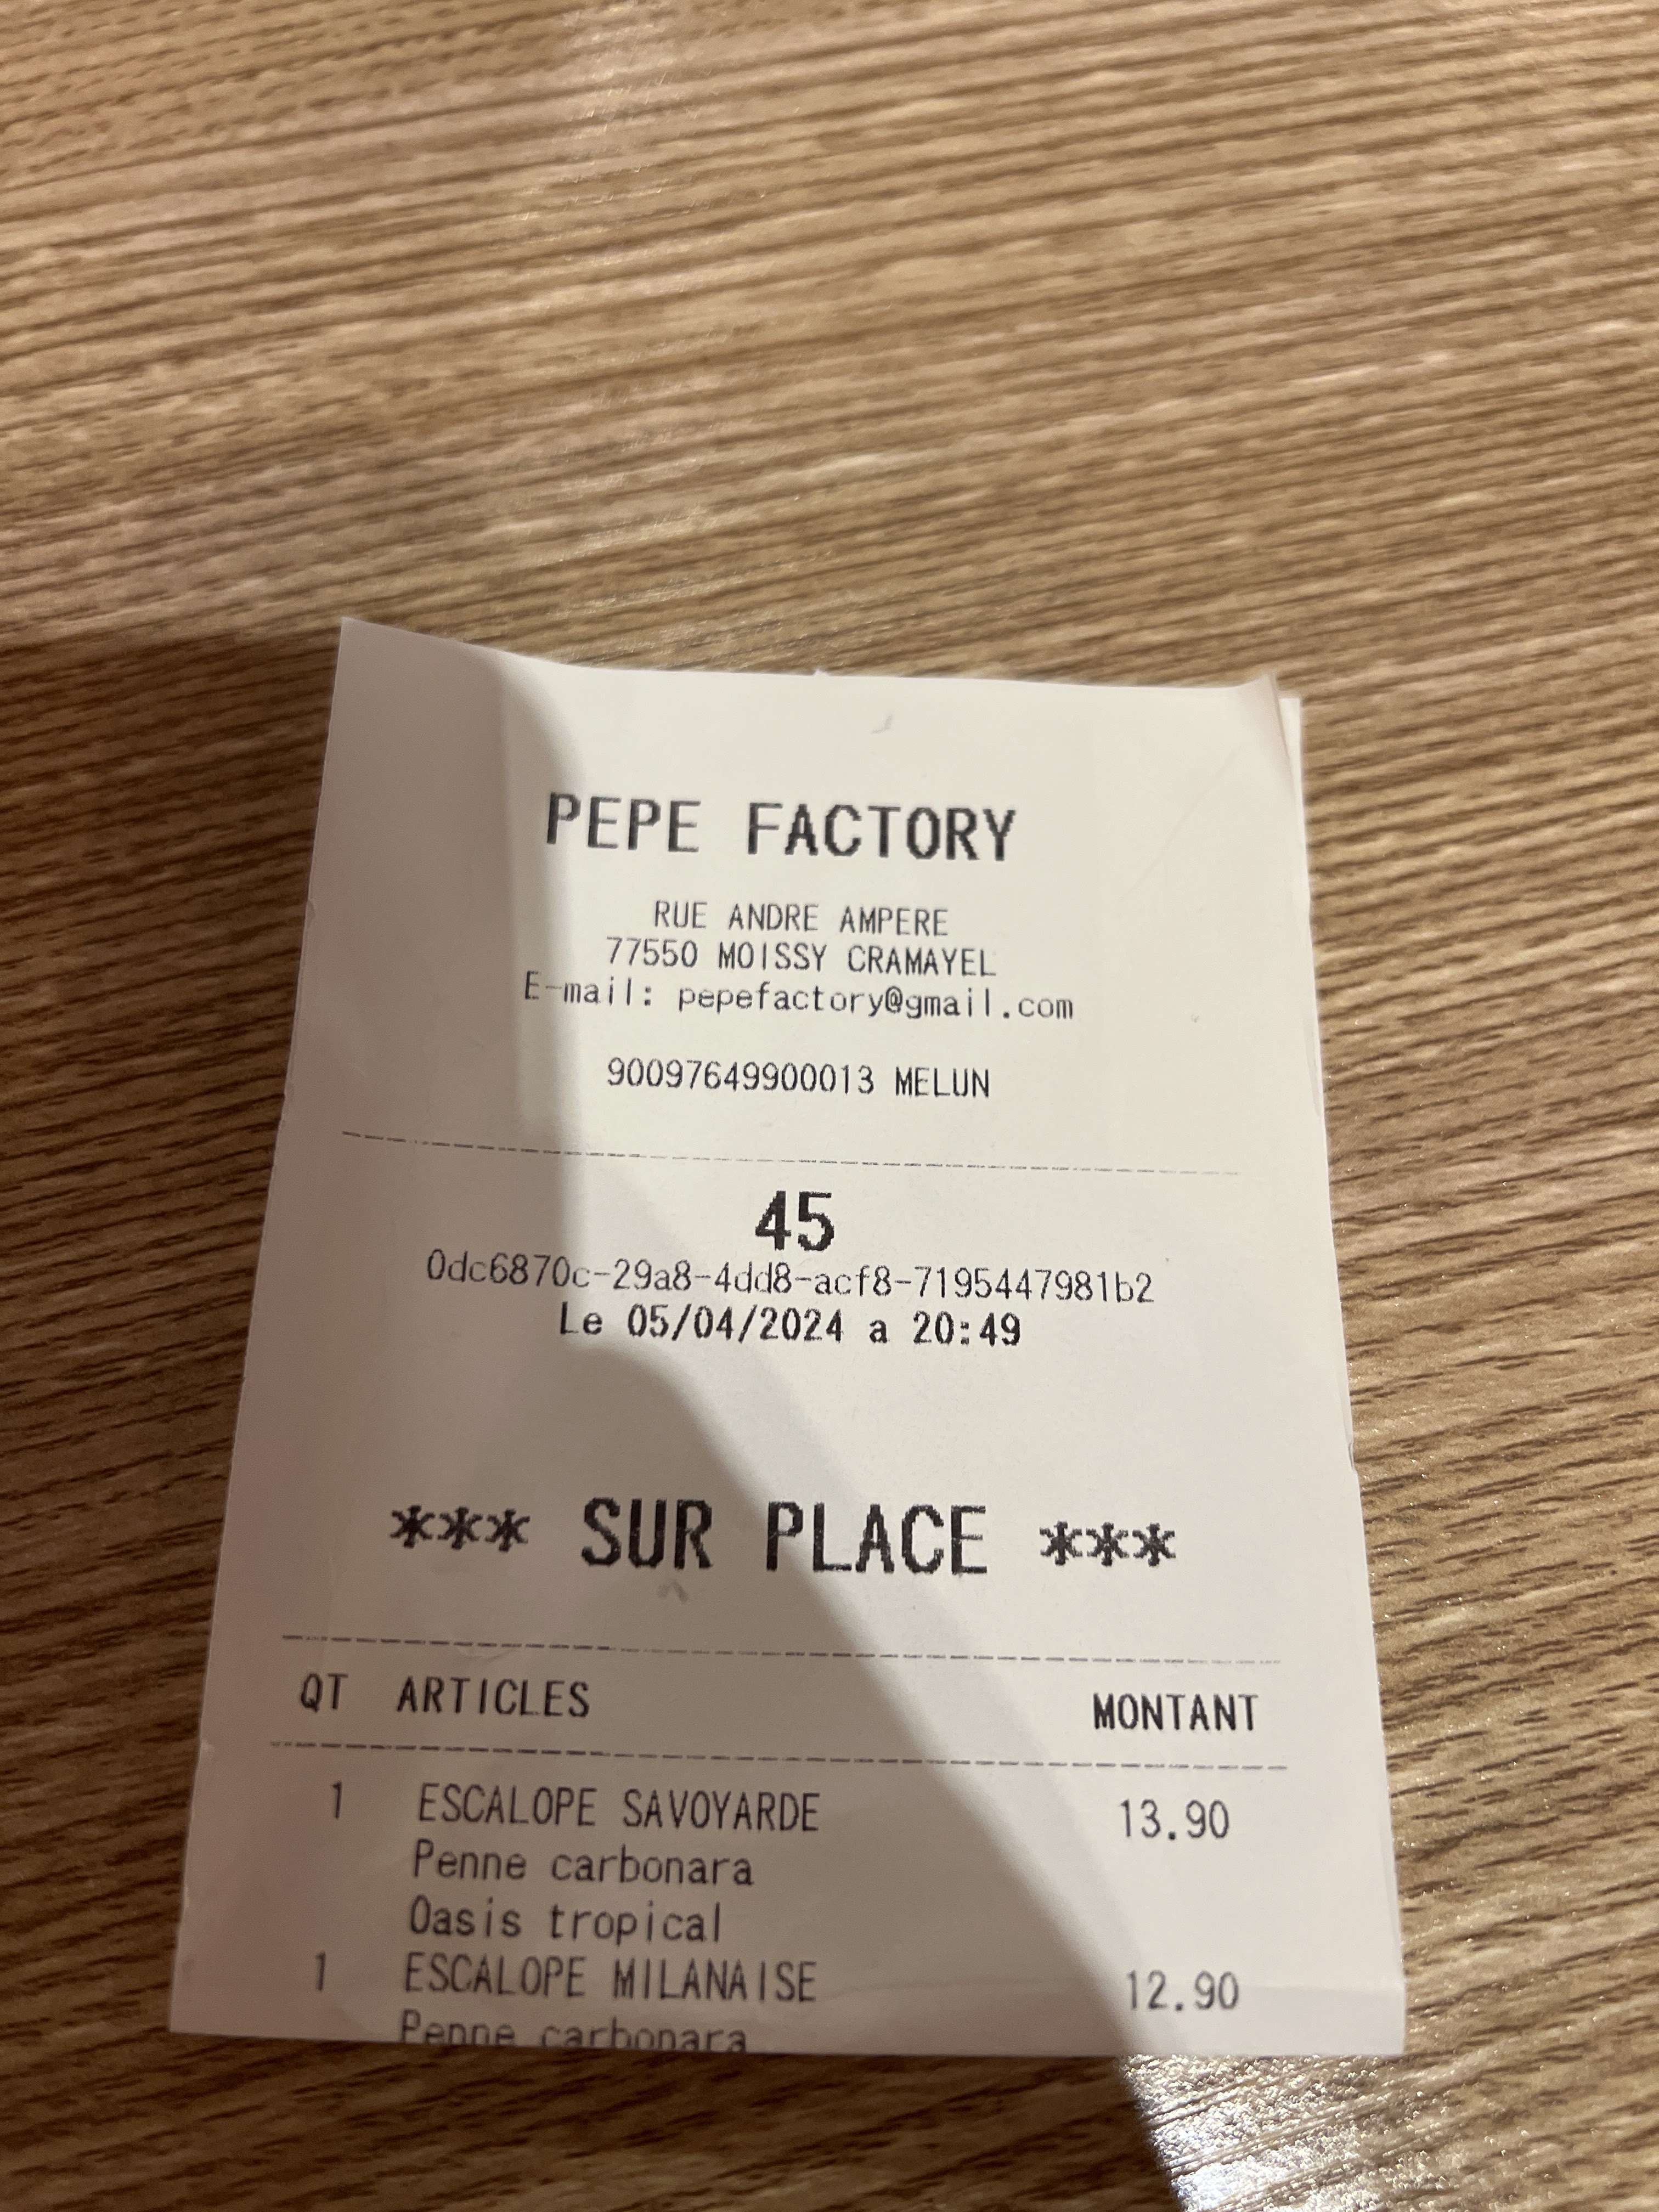 PEPE FACTORY
RUE ANDRE AMPERE
77550 MOISSY CRAMAYEL
E-mail: pepefactory@gmail.com
90097649900013 MELUN
45
0dc6870c-29a8-4dd8-acf8-7195447981b2
Le 05/04/2024 a 20:49
*** SUR PLACE ***
QT ARTICLES MONTANT
1 ESCALOPE SAVOYARDE 13.90
Penne carbonara
Oasis tropical
1 ESCALOPE MILANAISE 12.90
Penne carbonara